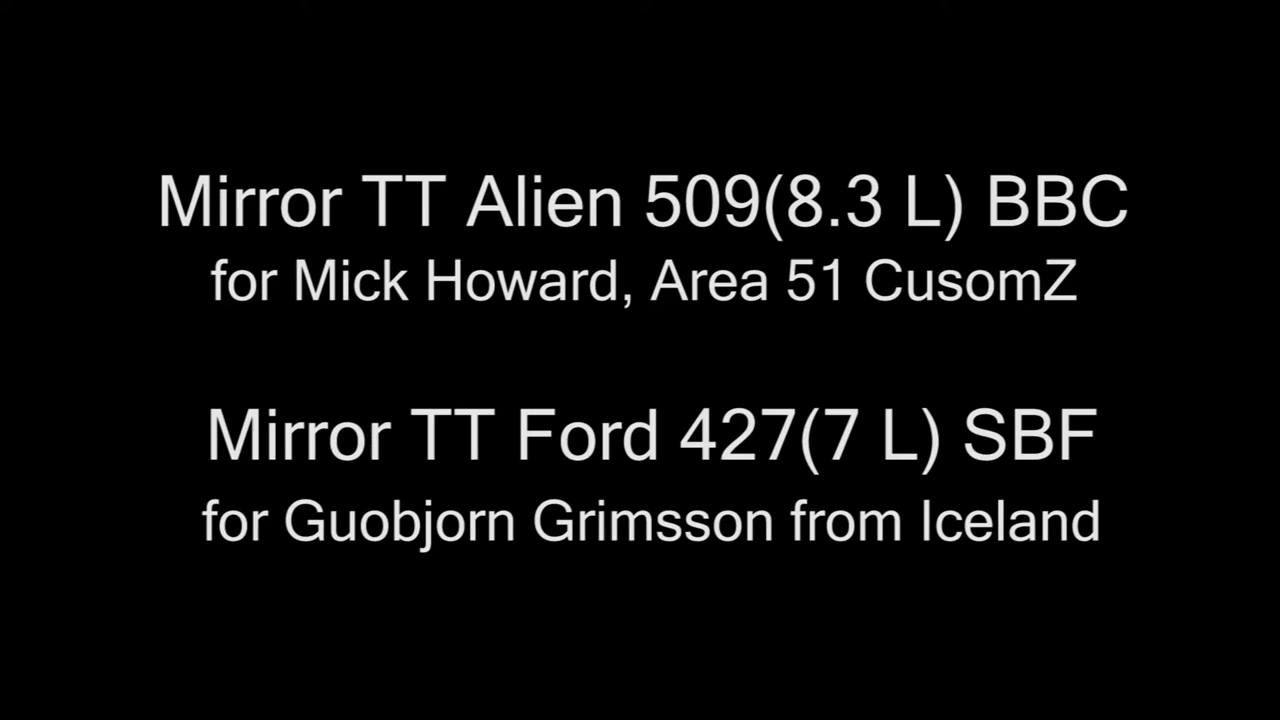 Mirror TT Alien 509(8.3 L) BBC
for Mick Howard, Area 51 CusomZ
Mirror TT Ford 427(7 L) SBF
for Guobjorn Grimsson from Iceland